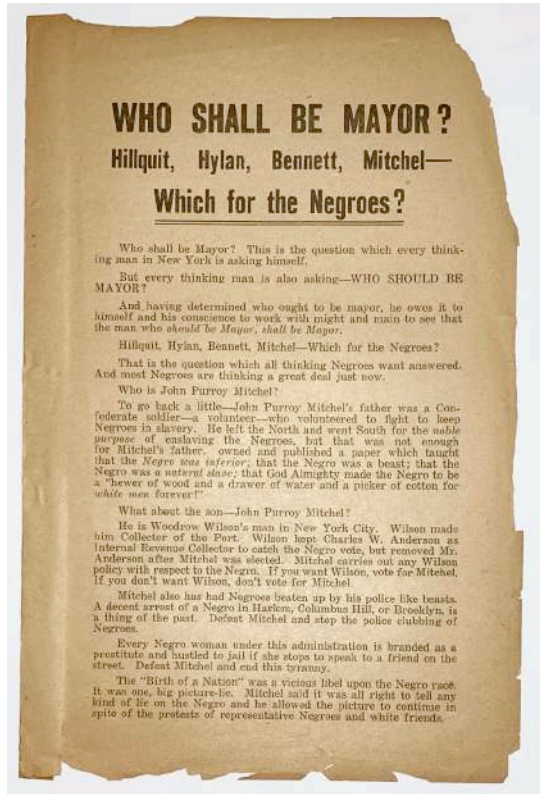 WHO SHALL BE MAYOR?
Hillquit, Hylan, Bennett, Mitchel—
Which for the Negroes?
Who shall be Mayor? This is the question which every think-
ing man in New York is asking himself.
But every thinking man is also asking—WHO SHOULD BE
MAYOR?
And having determined who ought to be mayor, he owes it to
himself and his conscience to work with might and main to see that
the man who should be Mayor, shall be Mayor.
Hillquit, Hylan, Bennett, Mitchel—Which for the Negroes?
That is the question which all thinking Negroes want answered.
And most Negroes are thinking a great deal just now.
Who is John Purroy Mitchel?
To go back a little—John Purroy Mitchel's father was a Con-
federate soldier—a volunteer—who volunteered to fight to keep
Negroes in slavery. He left the North and went South for the noble
purpose of enslaving the Negroes, but that was not enough
for Mitchel's father. owned and published a paper which taught
that the Negro was inferior; that the Negro was a beast; that the
Negro was a natural slave; that God Almighty made the Negro to be
a "hewer of wood and a drawer of water and a picker of cotton for
white men forever!"
What about the son—John Purroy Mitchel?
He is Woodrow Wilson's man in New York City. Wilson made
him Collector of the Port. Wilson kept Charles W. Anderson as
Internal Revenue Collector to catch the Negro vote, but removed Mr.
Anderson after Mitchel was elected. Mitchel carries out any Wilson
policy with respect to the Negro. If you want Wilson, vote for Mitchel.
If you don't want Wilson, don't vote for Mitchel
Mitchel also has had Negroes beaten up by his police like beasts.
A decent arrest of a Negro in Harlem, Columbus Hill, or Brooklyn, is
a thing of the past. Defeat Mitchel and stop the police clubbing of
Negroes.
Every Negro woman under this administration is branded as a
prostitute and hustled to jail if she stops to speak to a friend on the
street. Defeat Mitchel and end this tyranny.
The "Birth of a Nation" was a vicious libel upon the Negro race.
It was one, big picture-lie. Mitchel said it was all right to tell any
kind of lie on the Negro and he allowed the picture to continue in
spite of the protests of representative Negroes and white friends.